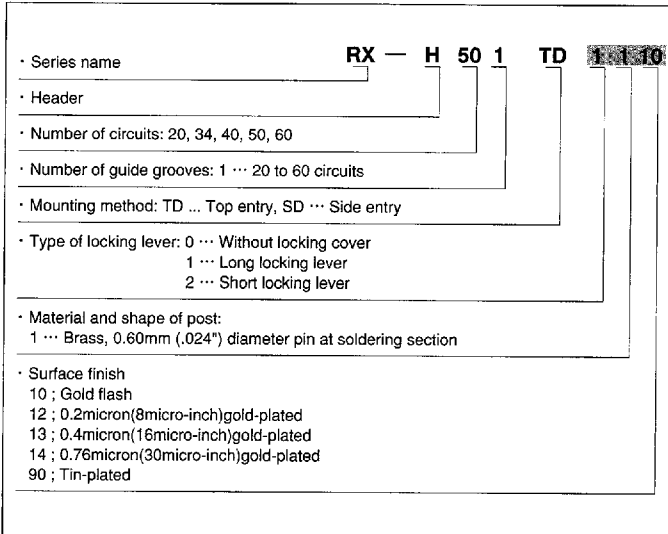 RX — H 50 1 TD 1 1 10
· Series name
· Header
· Number of circuits: 20, 34, 40, 50, 60
· Number of guide grooves: 1 ··· 20 to 60 circuits
· Mounting method: TD ... Top entry, SD ··· Side entry
· Type of locking lever: 0 ··· Without locking cover
1 ··· Long locking lever
2 ··· Short locking lever
· Material and shape of post:
1 ··· Brass, 0.60mm (.024") diameter pin at soldering section
· Surface finish
10 ; Gold flash
12 ; 0.2micron(8micro-inch)gold-plated
13 ; 0.4micron(16micro-inch)gold-plated
14 ; 0.76micron(30micro-inch)gold-plated
90 ; Tin-plated